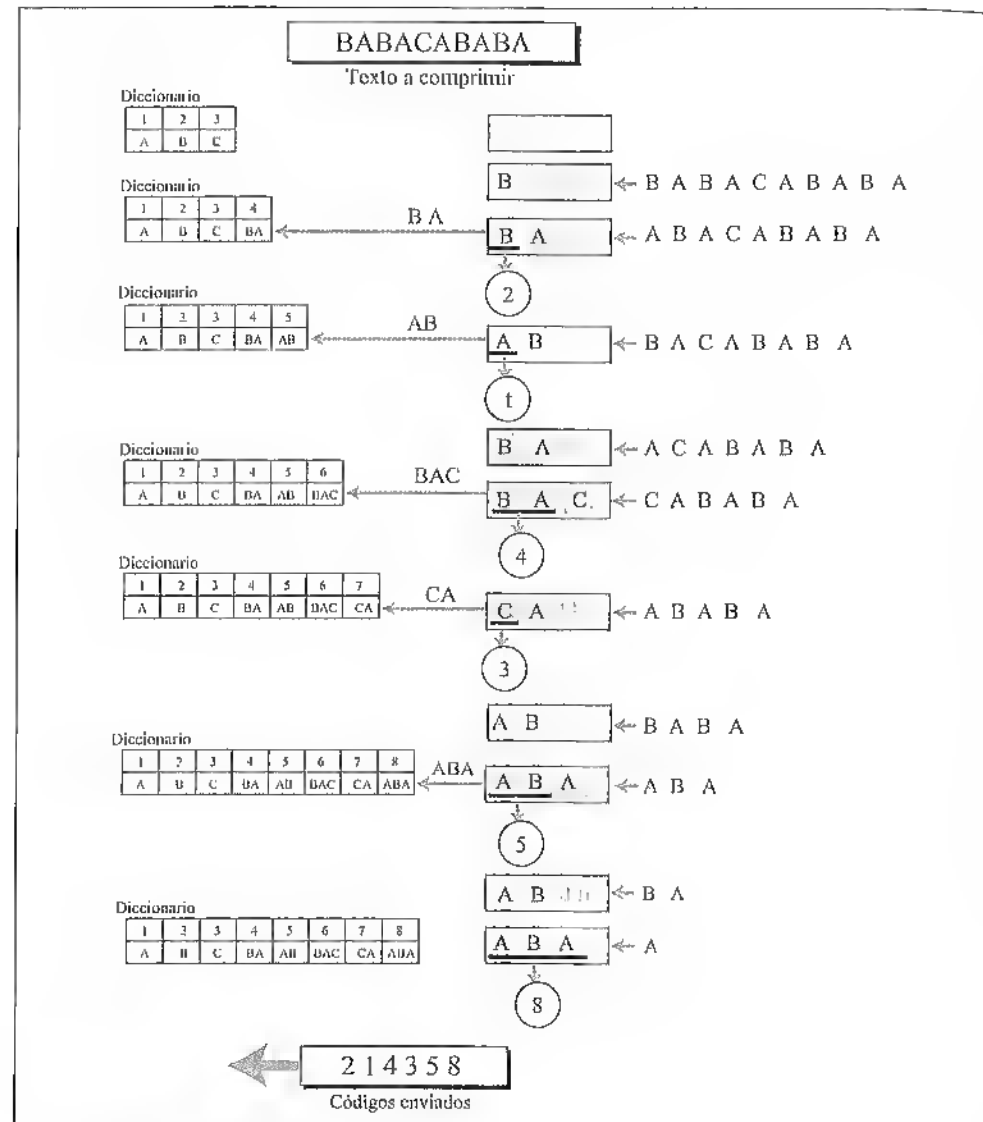 BABACABABA
Texto a comprimir
Diccionario
1 2 3
A B C
B ← B A B A C A B A B A
Diccionario
1 2 3 4
A B C BA
B A
B A ← A B A C A B A B A
2
Diccionario
1 2 3 4 5
A B C BA AB
AB
A B ← B A C A B A B A
1
B A ← A C A B A B A
Diccionario
1 2 3 4 5 6
A B C BA AB BAC
BAC
B A C ← C A B A B A
4
Diccionario
1 2 3 4 5 6 7
A B C BA AB BAC CA
CA
C A ← A B A B A
3
A B ← B A B A
Diccionario
1 2 3 4 5 6 7 8
A B C BA AB BAC CA ABA
ABA
A B A ← A B A
5
A B ← B A
Diccionario
1 2 3 4 5 6 7 8
A B C BA AB BAC CA ABA
A B A ← A
8
2 1 4 3 5 8
Códigos enviados